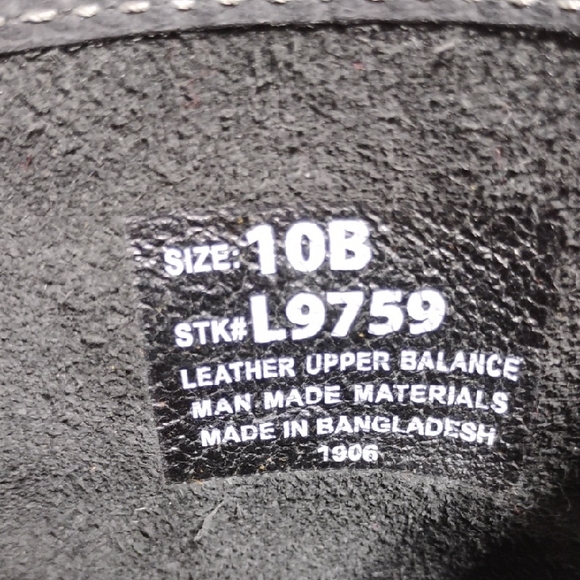 SIZE: 10B
STK# L9759
LEATHER UPPER BALANCE
MAN MADE MATERIALS
MADE IN BANGLADESH
1906